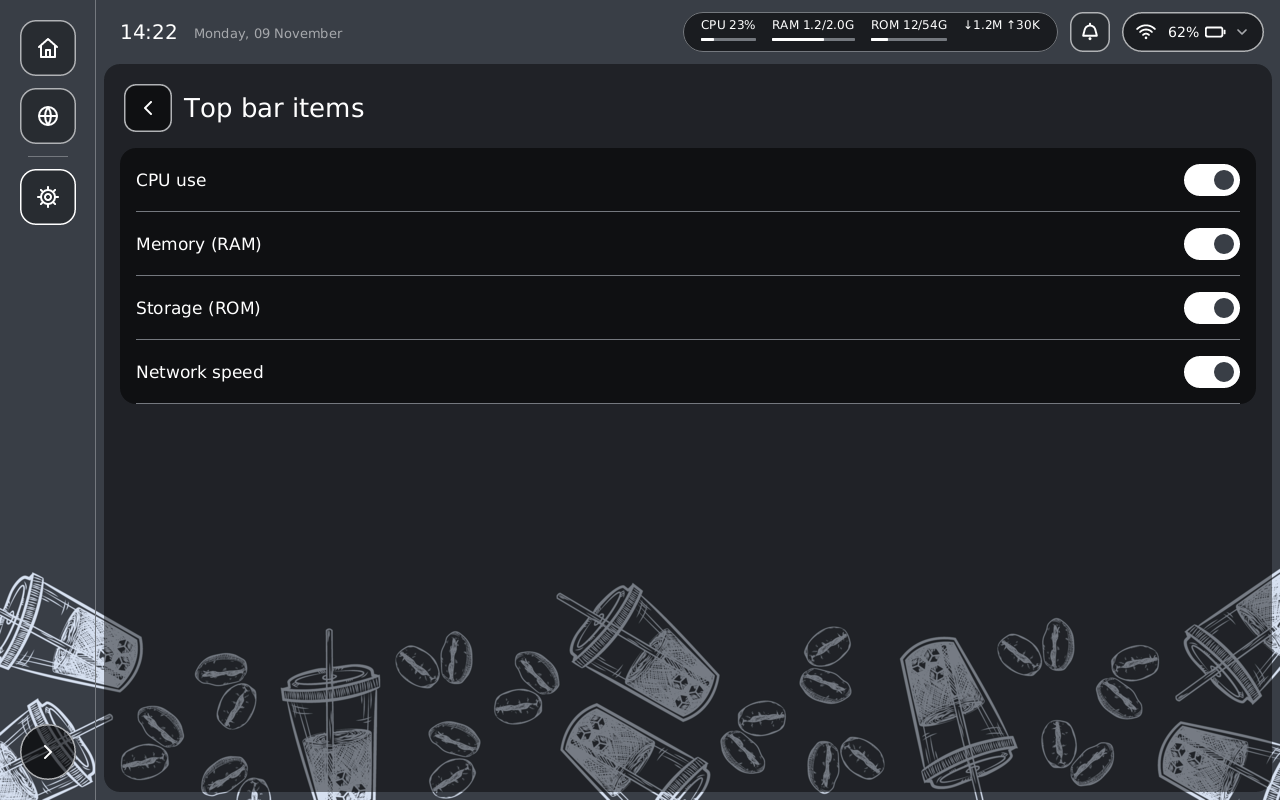 14:22 Monday, 09 November CPU 23% RAM 1.2/2.0G ROM 12/54G ↓1.2M ↑30K 62%
Top bar items
CPU use
Memory (RAM)
Storage (ROM)
Network speed